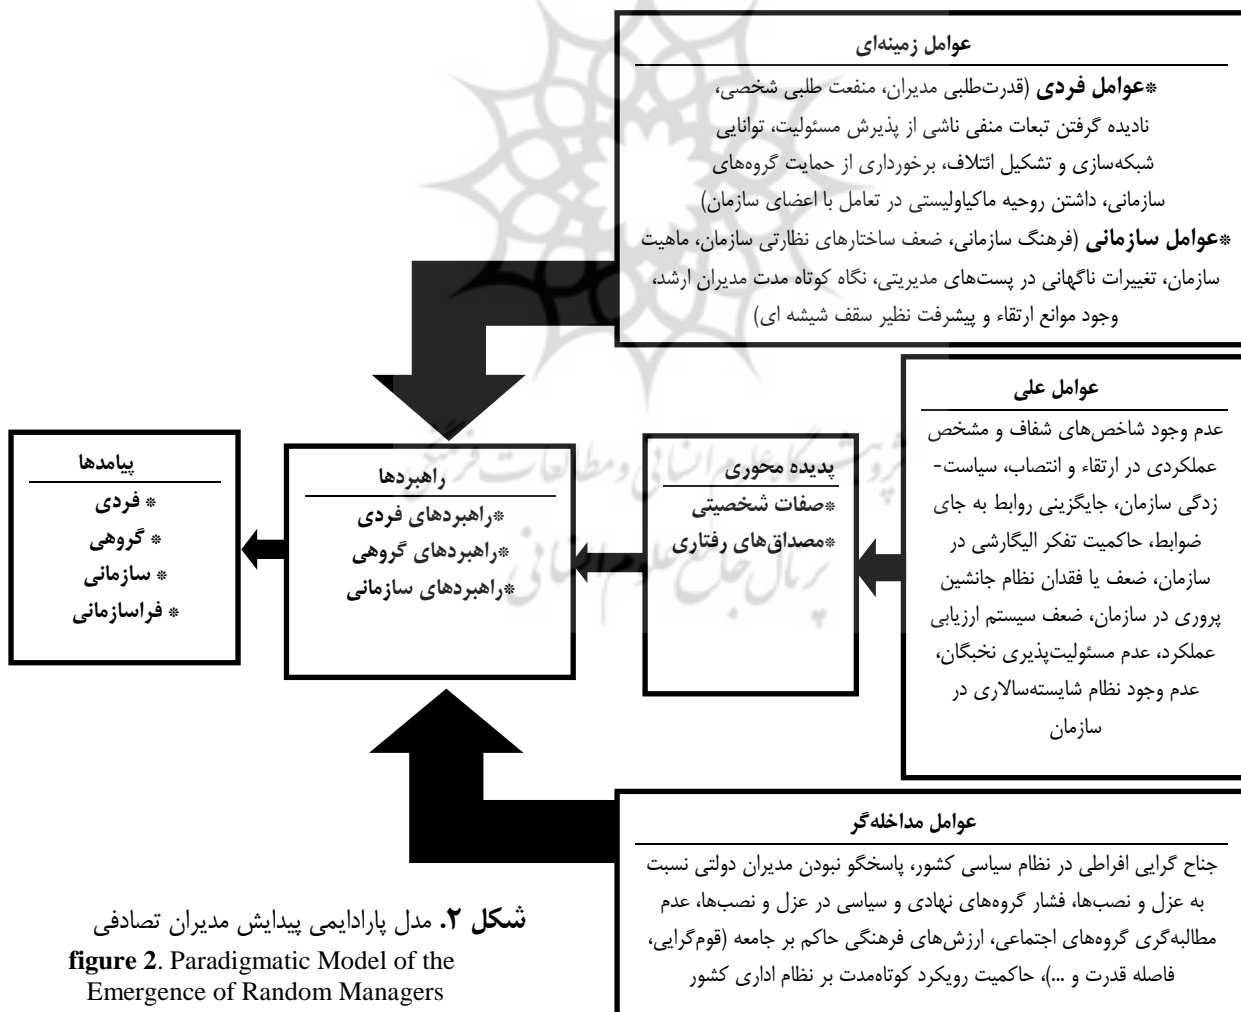 عوامل زمینه‌ای
*عوامل فردی (قدرت‌طلبی مدیران، منفعت طلبی شخصی،
نادیده گرفتن تبعات منفی ناشی از پذیرش مسئولیت، توانایی
شبکه‌سازی و تشکیل ائتلاف، برخورداری از حمایت گروه‌های
سازمانی، داشتن روحیه ماکیاولیستی در تعامل با اعضای سازمان)
*عوامل سازمانی (فرهنگ سازمانی، ضعف ساختارهای نظارتی سازمان، ماهیت
سازمان، تغییرات ناگهانی در پست‌های مدیریتی، نگاه کوتاه مدت مدیران ارشد،
وجود موانع ارتقاء و پیشرفت نظیر سقف شیشه ای)
عوامل علی
عدم وجود شاخص‌های شفاف و مشخص
عملکردی در ارتقاء و انتصاب، سیاست-
زدگی سازمان، جایگزینی روابط به جای
ضوابط، حاکمیت تفکر الیگارشی در
سازمان، ضعف یا فقدان نظام جانشین
پروری در سازمان، ضعف سیستم ارزیابی
عملکرد، عدم مسئولیت‌پذیری نخبگان،
عدم وجود نظام شایسته‌سالاری در
سازمان
پدیده محوری
*صفات شخصیتی
*مصداق‌های رفتاری
راهبردها
*راهبردهای فردی
*راهبردهای گروهی
*راهبردهای سازمانی
پیامدها
* فردی
* گروهی
* سازمانی
* فراسازمانی
پژوهشگاه علوم انسانی و مطالعات فرهنگی
پرتال جامع علوم انسانی
عوامل مداخله‌گر
جناح گرایی افراطی در نظام سیاسی کشور، پاسخگو نبودن مدیران دولتی نسبت
به عزل و نصب‌ها، فشار گروه‌های نهادی و سیاسی در عزل و نصب‌ها، عدم
مطالبه‌گری گروه‌های اجتماعی، ارزش‌های فرهنگی حاکم بر جامعه (قوم‌گرایی،
فاصله قدرت و ...)، حاکمیت رویکرد کوتاه‌مدت بر نظام اداری کشور
شکل ۲. مدل پارادایمی پیدایش مدیران تصادفی
figure 2. Paradigmatic Model of the
Emergence of Random Managers